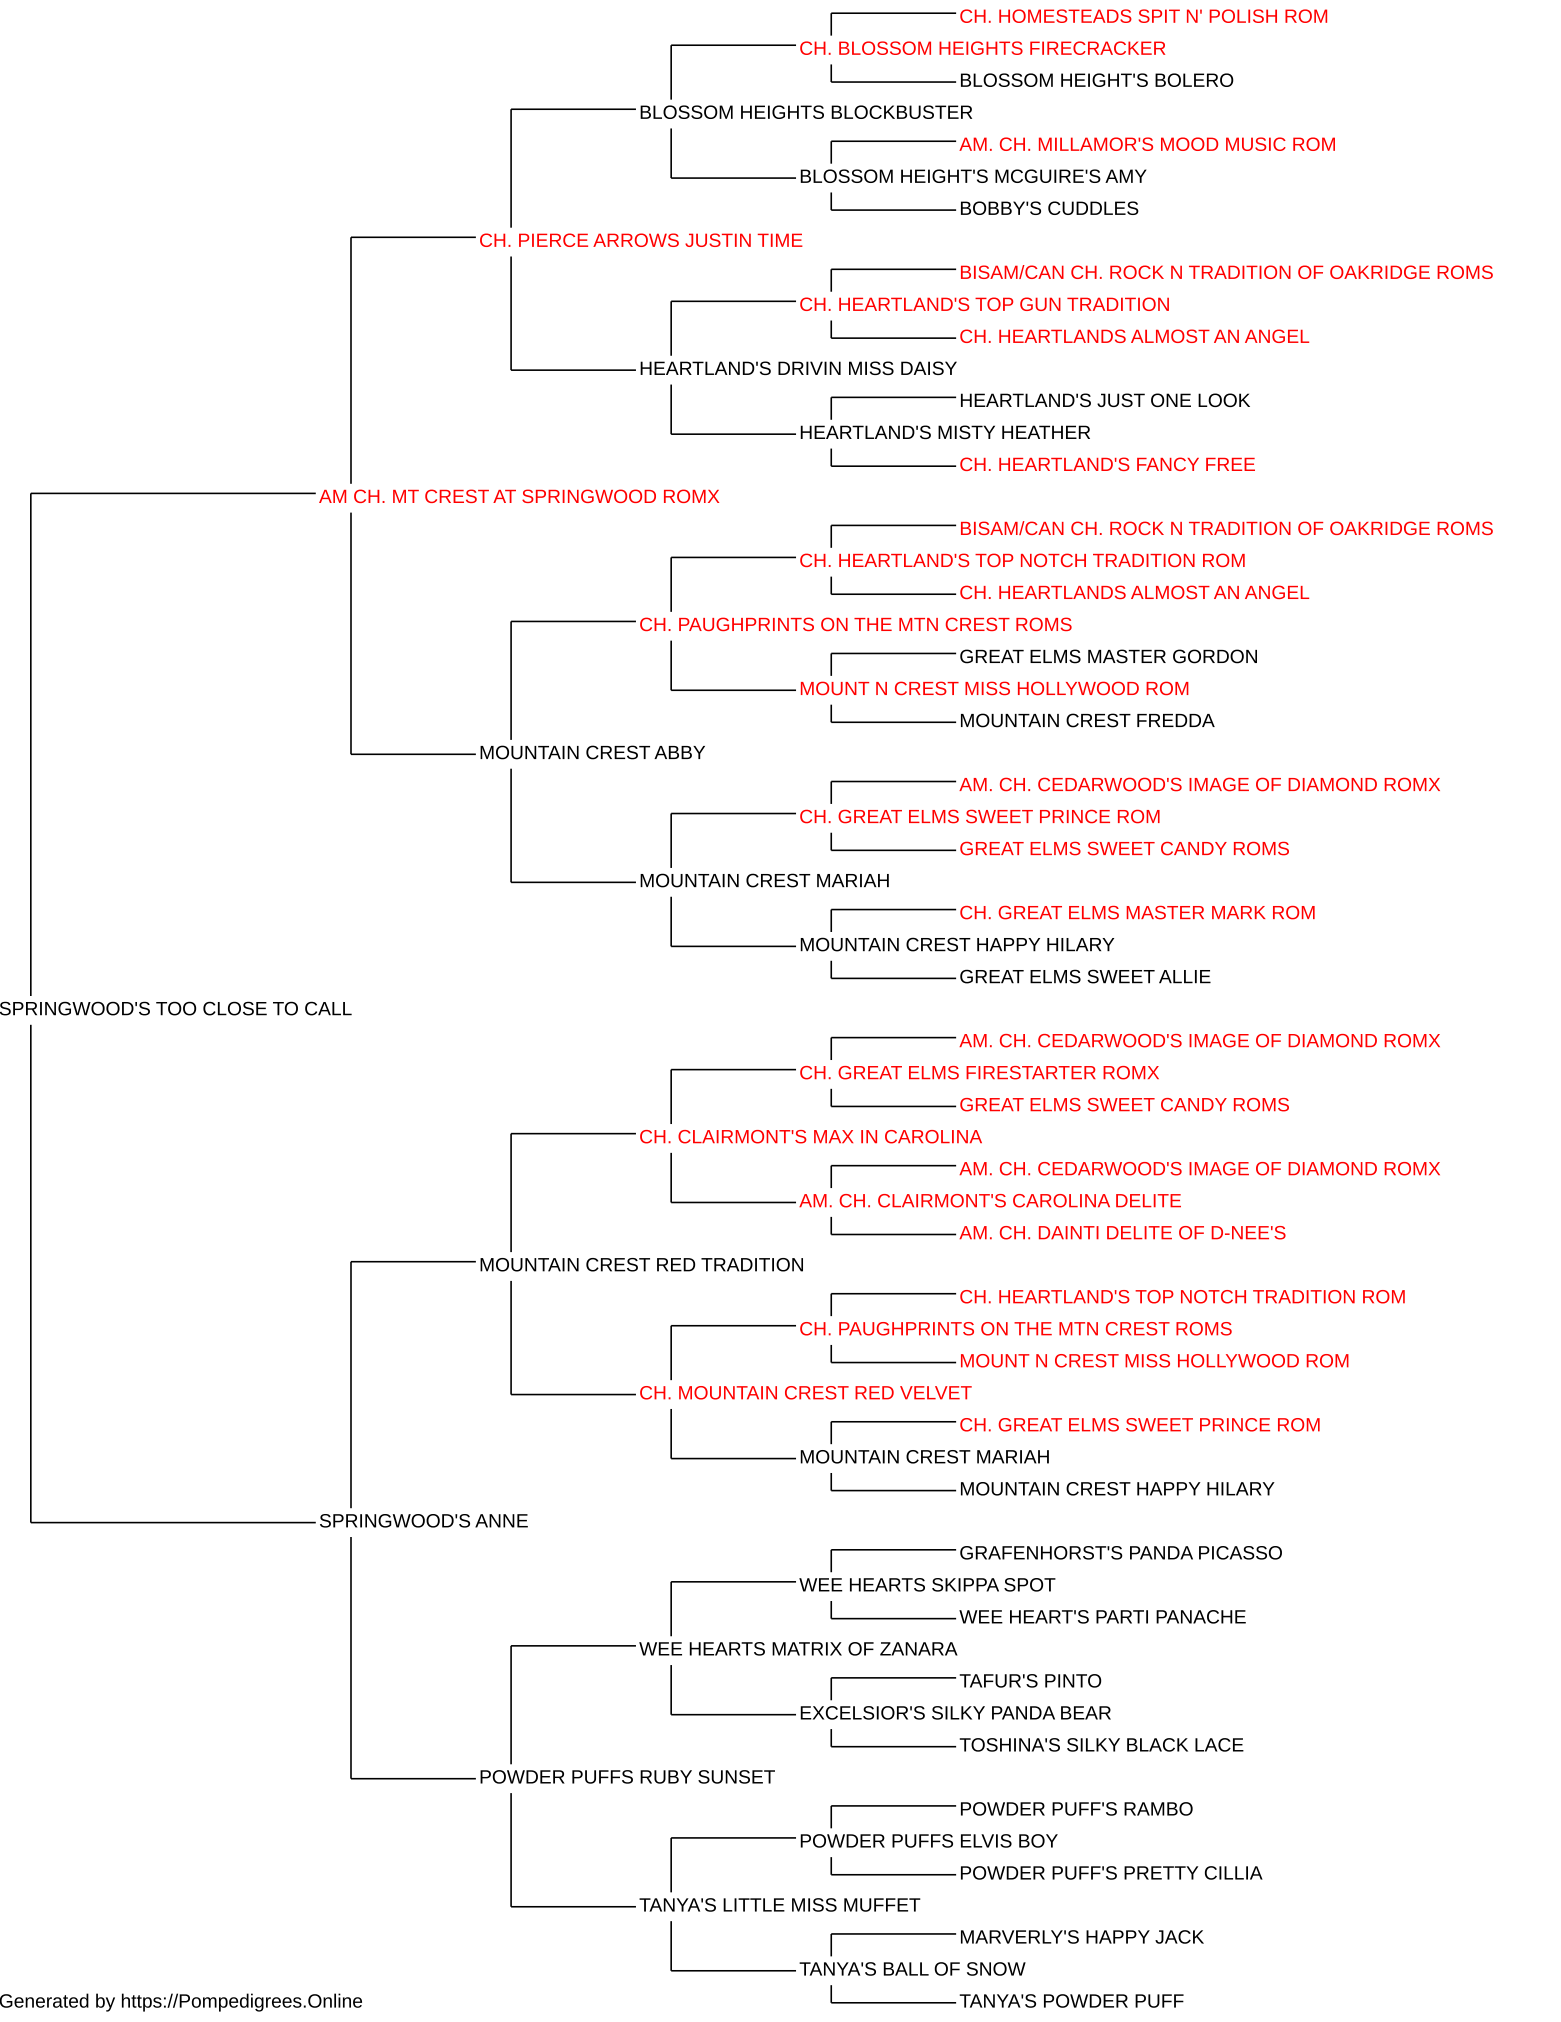 CH. HOMESTEADS SPIT N' POLISH ROM
CH. BLOSSOM HEIGHTS FIRECRACKER
BLOSSOM HEIGHT'S BOLERO
BLOSSOM HEIGHTS BLOCKBUSTER
AM. CH. MILLAMOR'S MOOD MUSIC ROM
BLOSSOM HEIGHT'S MCGUIRE'S AMY
BOBBY'S CUDDLES
CH. PIERCE ARROWS JUSTIN TIME
BISAM/CAN CH. ROCK N TRADITION OF OAKRIDGE ROMS
CH. HEARTLAND'S TOP GUN TRADITION
CH. HEARTLANDS ALMOST AN ANGEL
HEARTLAND'S DRIVIN MISS DAISY
HEARTLAND'S JUST ONE LOOK
HEARTLAND'S MISTY HEATHER
CH. HEARTLAND'S FANCY FREE
AM CH. MT CREST AT SPRINGWOOD ROMX
BISAM/CAN CH. ROCK N TRADITION OF OAKRIDGE ROMS
CH. HEARTLAND'S TOP NOTCH TRADITION ROM
CH. HEARTLANDS ALMOST AN ANGEL
CH. PAUGHPRINTS ON THE MTN CREST ROMS
GREAT ELMS MASTER GORDON
MOUNT N CREST MISS HOLLYWOOD ROM
MOUNTAIN CREST FREDDA
MOUNTAIN CREST ABBY
AM. CH. CEDARWOOD'S IMAGE OF DIAMOND ROMX
CH. GREAT ELMS SWEET PRINCE ROM
GREAT ELMS SWEET CANDY ROMS
MOUNTAIN CREST MARIAH
CH. GREAT ELMS MASTER MARK ROM
MOUNTAIN CREST HAPPY HILARY
GREAT ELMS SWEET ALLIE
SPRINGWOOD'S TOO CLOSE TO CALL
AM. CH. CEDARWOOD'S IMAGE OF DIAMOND ROMX
CH. GREAT ELMS FIRESTARTER ROMX
GREAT ELMS SWEET CANDY ROMS
CH. CLAIRMONT'S MAX IN CAROLINA
AM. CH. CEDARWOOD'S IMAGE OF DIAMOND ROMX
AM. CH. CLAIRMONT'S CAROLINA DELITE
AM. CH. DAINTI DELITE OF D-NEE'S
MOUNTAIN CREST RED TRADITION
CH. HEARTLAND'S TOP NOTCH TRADITION ROM
CH. PAUGHPRINTS ON THE MTN CREST ROMS
MOUNT N CREST MISS HOLLYWOOD ROM
CH. MOUNTAIN CREST RED VELVET
CH. GREAT ELMS SWEET PRINCE ROM
MOUNTAIN CREST MARIAH
MOUNTAIN CREST HAPPY HILARY
SPRINGWOOD'S ANNE
GRAFENHORST'S PANDA PICASSO
WEE HEARTS SKIPPA SPOT
WEE HEART'S PARTI PANACHE
WEE HEARTS MATRIX OF ZANARA
TAFUR'S PINTO
EXCELSIOR'S SILKY PANDA BEAR
TOSHINA'S SILKY BLACK LACE
POWDER PUFFS RUBY SUNSET
POWDER PUFF'S RAMBO
POWDER PUFFS ELVIS BOY
POWDER PUFF'S PRETTY CILLIA
TANYA'S LITTLE MISS MUFFET
MARVERLY'S HAPPY JACK
TANYA'S BALL OF SNOW
TANYA'S POWDER PUFF
Generated by https://Pompedigrees.Online